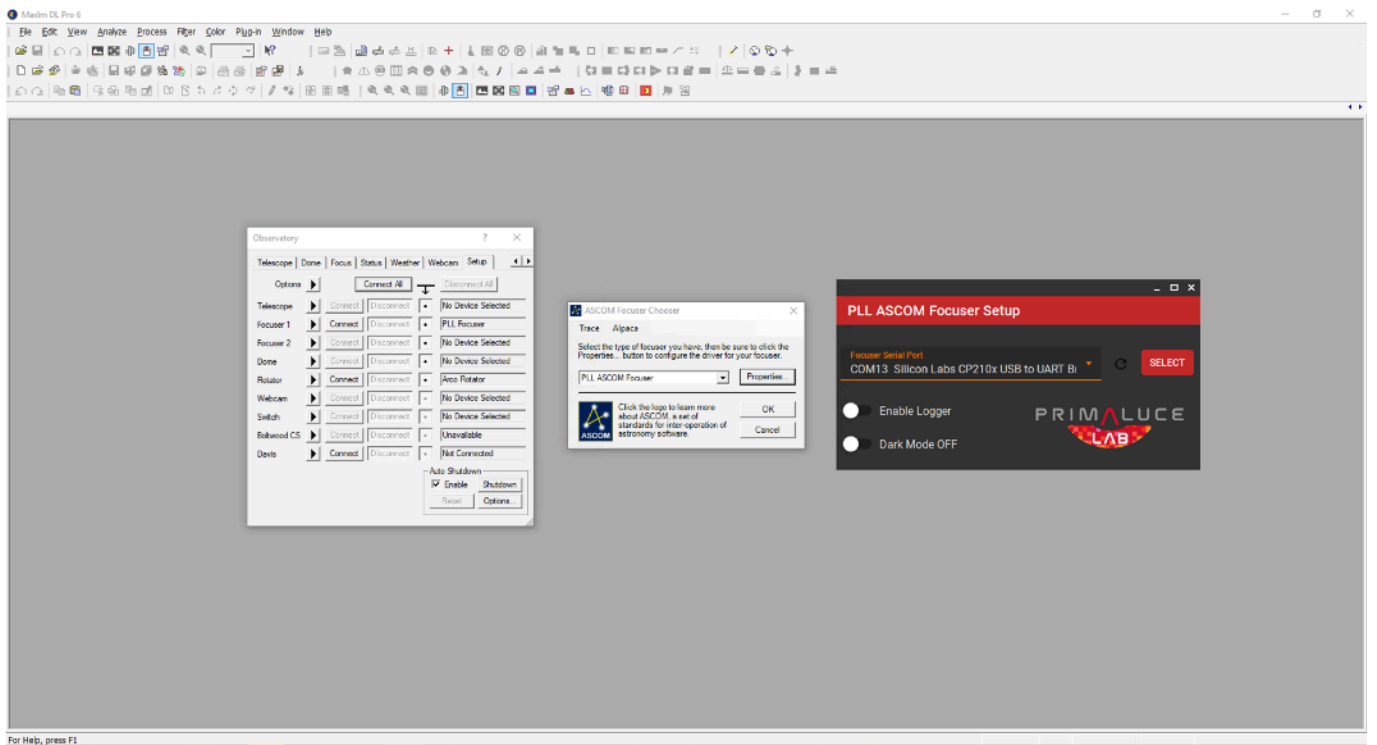 MaxIm DL Pro 6
File Edit View Analyze Process Filter Color Plug-in Window Help
Observatory
Telescope Dome Focus Status Weather Webcam Setup
Options Connect All Disconnect All
Telescope Connect Disconnect No Device Selected
Focuser 1 Connect Disconnect PLL Focuser
Focuser 2 Connect Disconnect No Device Selected
Dome Connect Disconnect No Device Selected
Rotator Connect Disconnect Arco Rotator
Webcam Connect Disconnect No Device Selected
Switch Connect Disconnect No Device Selected
Boltwood CS Connect Disconnect Unavailable
Davis Connect Disconnect Not Connected
Auto Shutdown
Enable Shutdown
Reset Options...
ASCOM Focuser Chooser
Trace Alpaca
Select the type of focuser you have, then be sure to click the
Properties... button to configure the driver for your focuser.
PLL ASCOM Focuser Properties...
Click the logo to learn more
about ASCOM, a set of
standards for inter-operation of
astronomy software.
ASCOM
OK
Cancel
PLL ASCOM Focuser Setup
Focuser Serial Port
COM13 Silicon Labs CP210x USB to UART Bri
SELECT
Enable Logger
Dark Mode OFF
PRIMALUCE
LAB
For Help, press F1